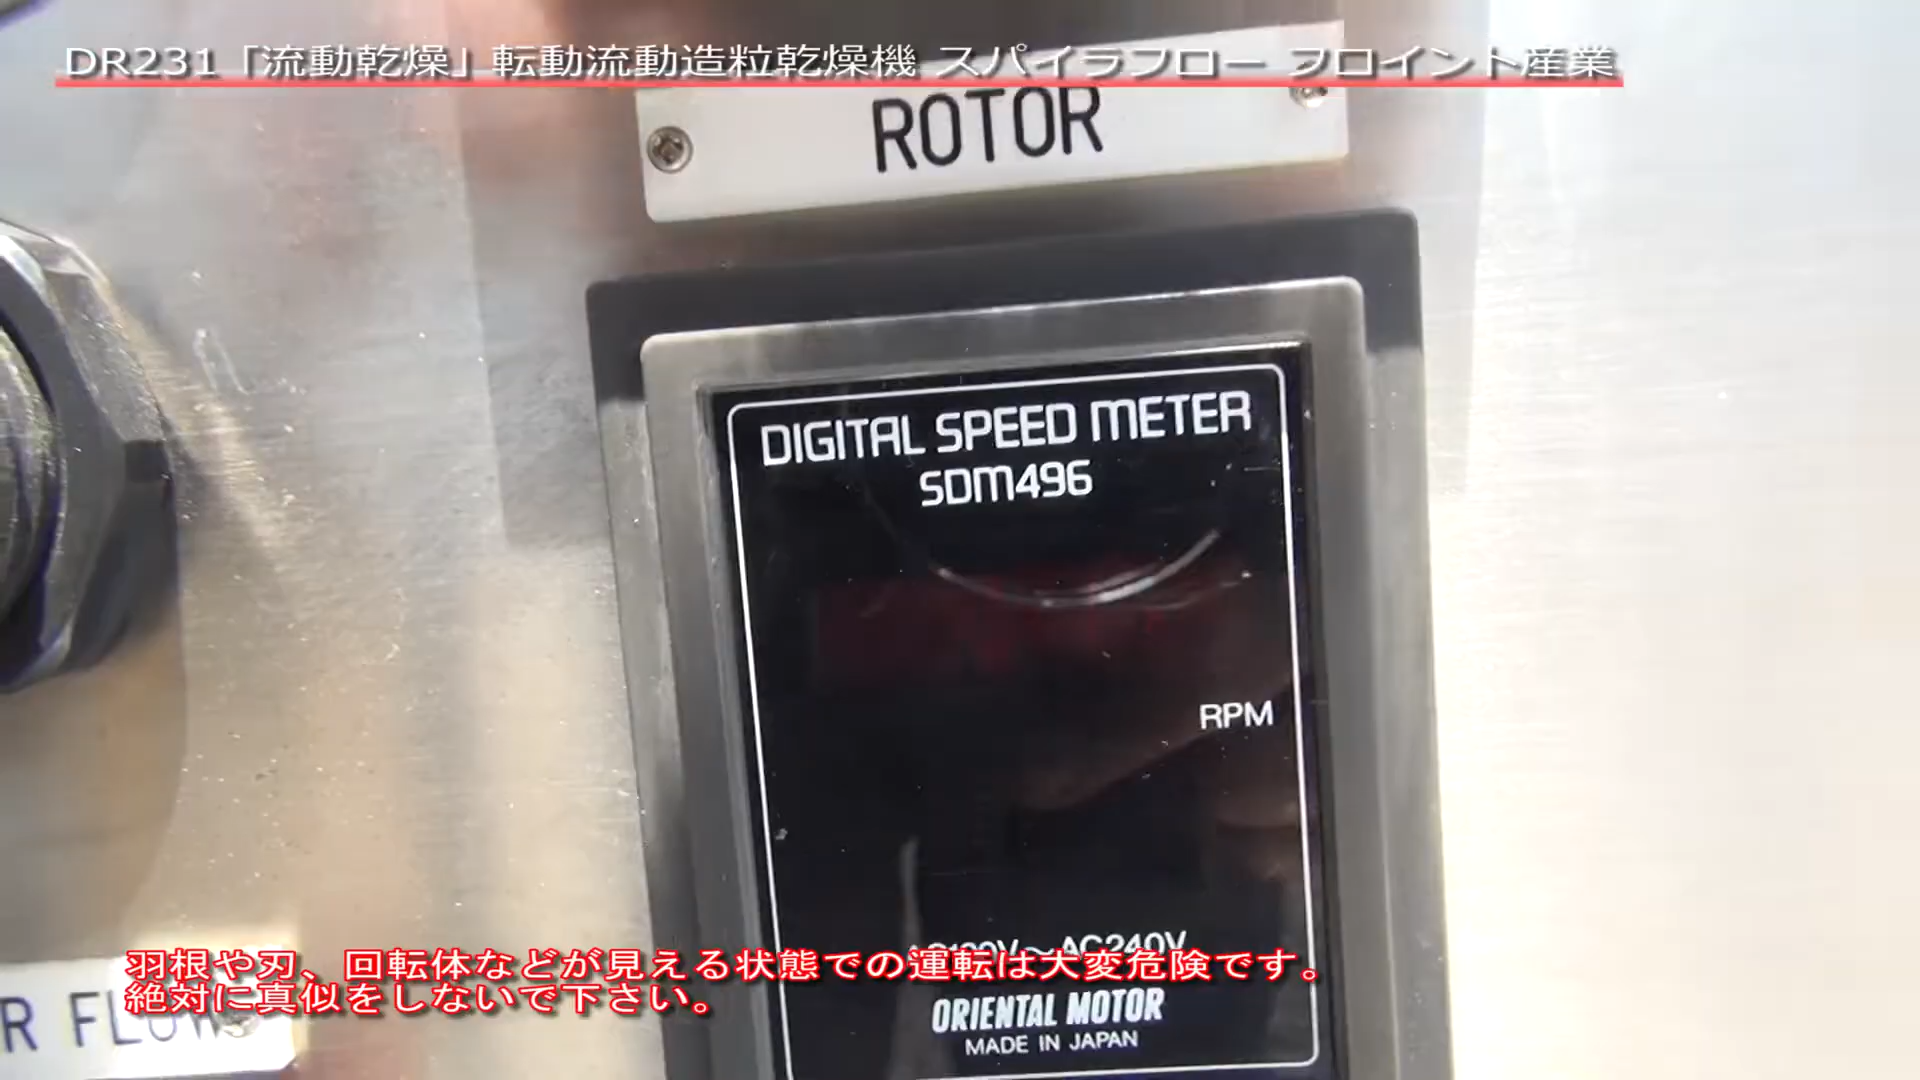 DR231「流動乾燥」転動流動造粒乾燥機 スパイラフロー フロイント産業
ROTOR
DIGITAL SPEED METER
SDM496
RPM
AC240V
羽根や刃、回転体などが見える状態での運転は大変危険です。
絶対に真似をしないで下さい。
R FLOW
ORIENTAL MOTOR
MADE IN JAPAN